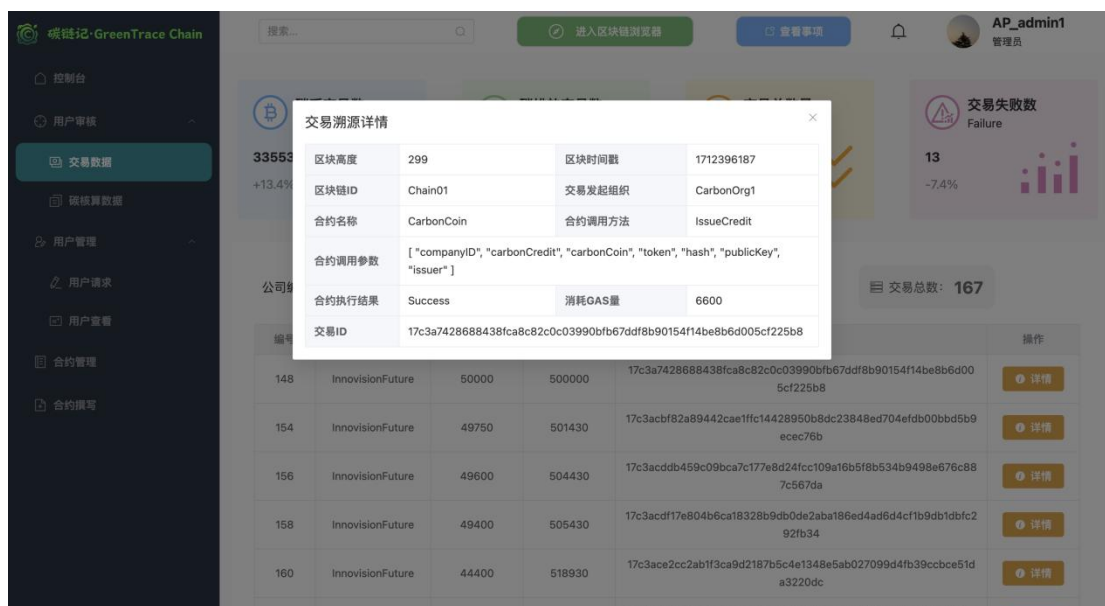 碳链记·GreenTrace Chain
搜索...
进入区块链浏览器
查看事项
AP_admin1
管理员
控制台
用户审核
交易数据
碳核算数据
用户管理
用户请求
用户查看
合约管理
合约撰写
交易失败数
Failure
33553
13
+13.4%
-7.4%
交易溯源详情
区块高度 299 区块时间戳 1712396187
区块链ID Chain01 交易发起组织 CarbonOrg1
合约名称 CarbonCoin 合约调用方法 IssueCredit
合约调用参数 [ "companyID", "carbonCredit", "carbonCoin", "token", "hash", "publicKey",
"issuer" ]
合约执行结果 Success 消耗GAS量 6600
交易ID 17c3a7428688438fca8c82c0c03990bfb67ddf8b90154f14be8b6d005cf225b8
交易总数: 167
操作
148 InnovisionFuture 50000 500000 17c3a7428688438fca8c82c0c03990bfb67ddf8b90154f14be8b6d00
5cf225b8 详情
154 InnovisionFuture 49750 501430 17c3acbf82a89442cae1ffc14428950b8dc23848ed704efdb00bbd5b9
ecec76b 详情
156 InnovisionFuture 49600 504430 17c3acddb459c09bca7c177e8d24fcc109a16b5f8b534b9498e676c88
7c567da 详情
158 InnovisionFuture 49400 505430 17c3acdf17e804b6ca18328b9db0de2aba186ed4ad6d4cf1b9db1dbfc2
92fb34 详情
160 InnovisionFuture 44400 518930 17c3ace2cc2ab1f3ca9d2187b5c4e1348e5ab027099d4fb39ccbce51d
a3220dc 详情